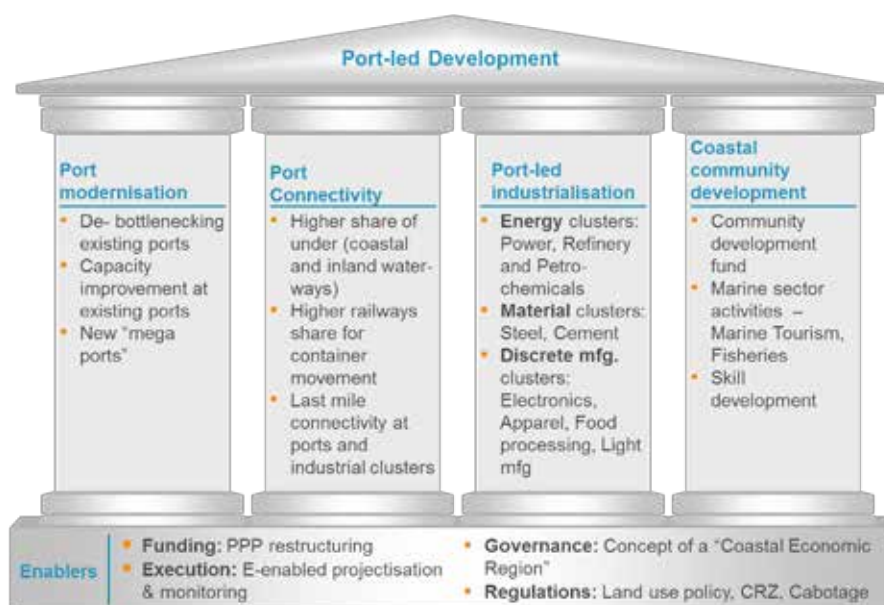 Port-led Development
Port
modernisation
• De- bottlenecking
existing ports
• Capacity
improvement at
existing ports
• New “mega
ports”
Port
Connectivity
• Higher share of
under (coastal
and inland water-
ways)
• Higher railways
share for
container
movement
• Last mile
connectivity at
ports and
industrial clusters
Port-led
industrialisation
• Energy clusters:
Power, Refinery
and Petro-
chemicals
• Material clusters:
Steel, Cement
• Discrete mfg.
clusters:
Electronics,
Apparel, Food
processing, Light
mfg
Coastal
community
development
• Community
development
fund
• Marine sector
activities –
Marine Tourism,
Fisheries
• Skill
development
Enablers
• Funding: PPP restructuring
• Execution: E-enabled projectisation
& monitoring
• Governance: Concept of a “Coastal Economic
Region”
• Regulations: Land use policy, CRZ, Cabotage